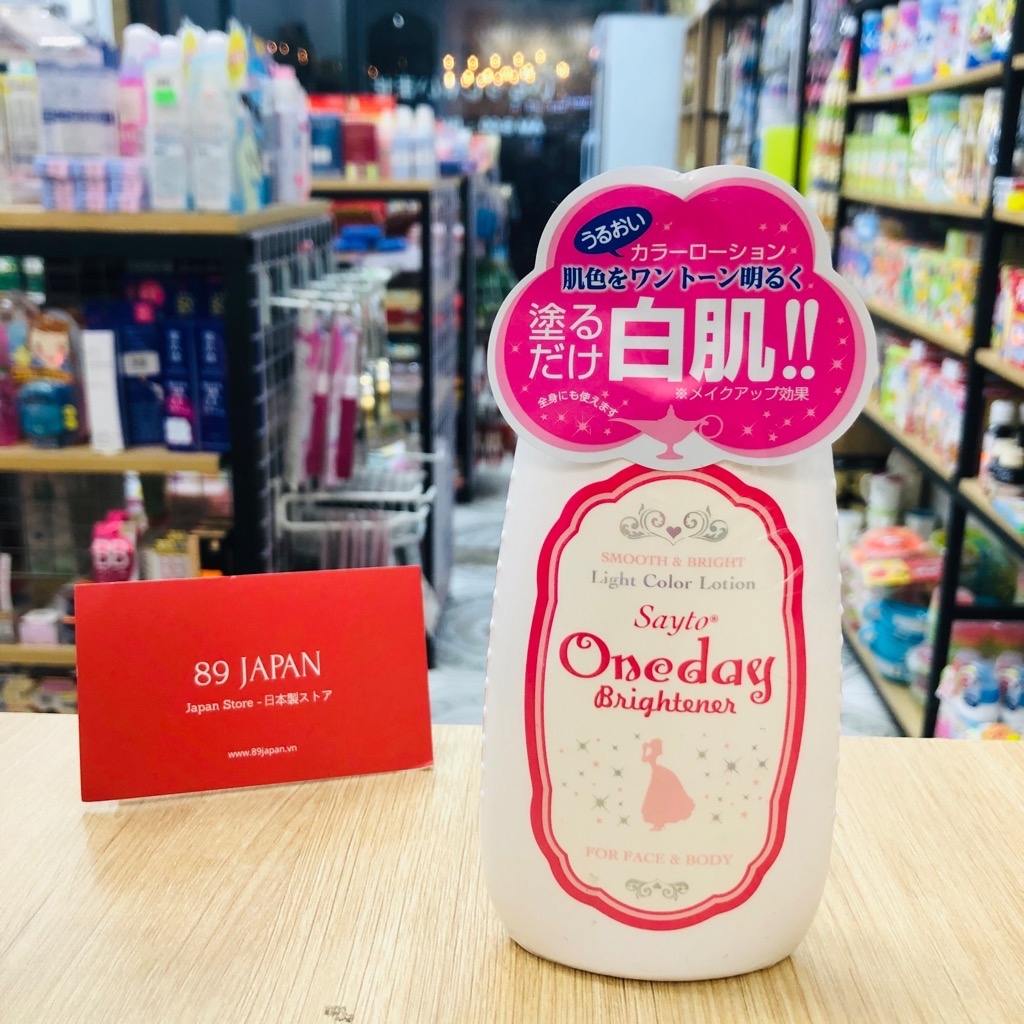 うるおい
カラーローション
肌色をワントーン明るく
塗る
だけ
白肌!!
※メイクアップ効果
全身にも使えます
SMOOTH & BRIGHT
Light Color Lotion
Sayto®
Oneday
Brightener
FOR FACE & BODY
89 JAPAN
Japan Store - 日本製ストア
www.89japan.vn
BB